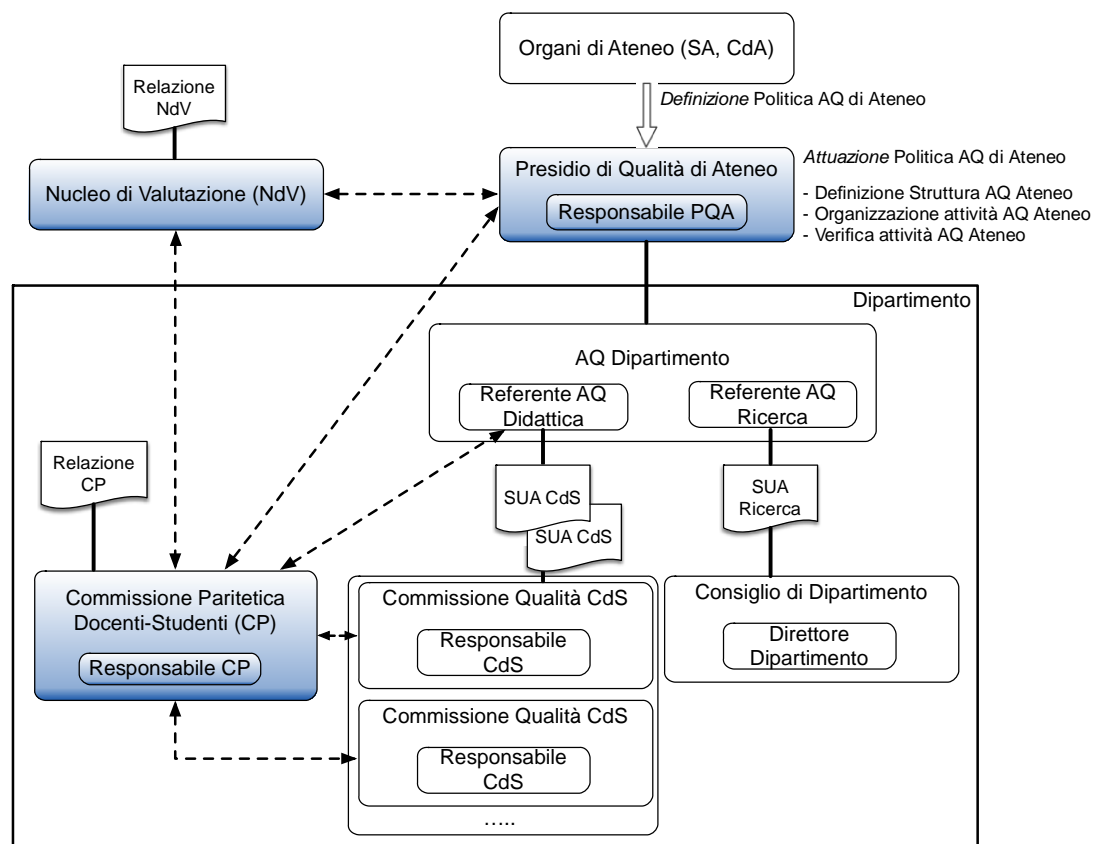 Organi di Ateneo (SA, CdA)
Definizione Politica AQ di Ateneo
Relazione
NdV
Nucleo di Valutazione (NdV)
Presidio di Qualità di Ateneo
Responsabile PQA
Attuazione Politica AQ di Ateneo
- Definizione Struttura AQ Ateneo
- Organizzazione attività AQ Ateneo
- Verifica attività AQ Ateneo
Dipartimento
AQ Dipartimento
Referente AQ
Didattica
Referente AQ
Ricerca
Relazione
CP
SUA CdS
SUA CdS
SUA
Ricerca
Commissione Paritetica
Docenti-Studenti (CP)
Responsabile CP
Commissione Qualità CdS
Responsabile
CdS
Commissione Qualità CdS
Responsabile
CdS
.....
Consiglio di Dipartimento
Direttore
Dipartimento